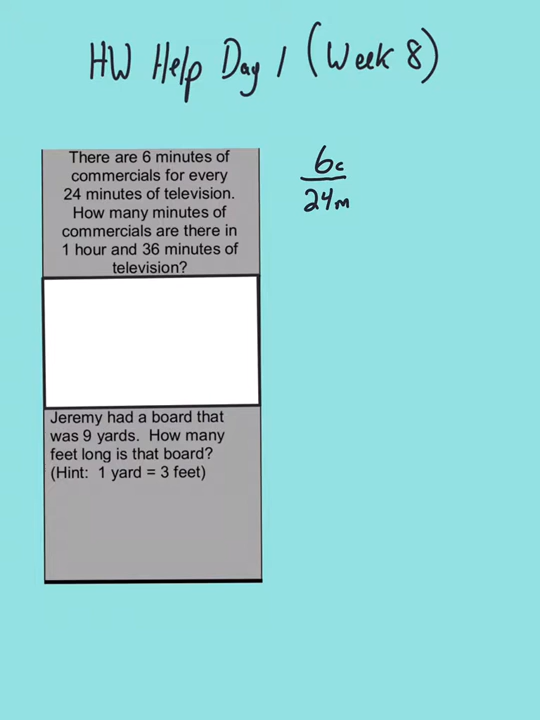 HW Help Day 1 (Week 8)
There are 6 minutes of
commercials for every
24 minutes of television.
How many minutes of
commercials are there in
1 hour and 36 minutes of
television?
6c
24m
Jeremy had a board that
was 9 yards. How many
feet long is that board?
(Hint: 1 yard = 3 feet)